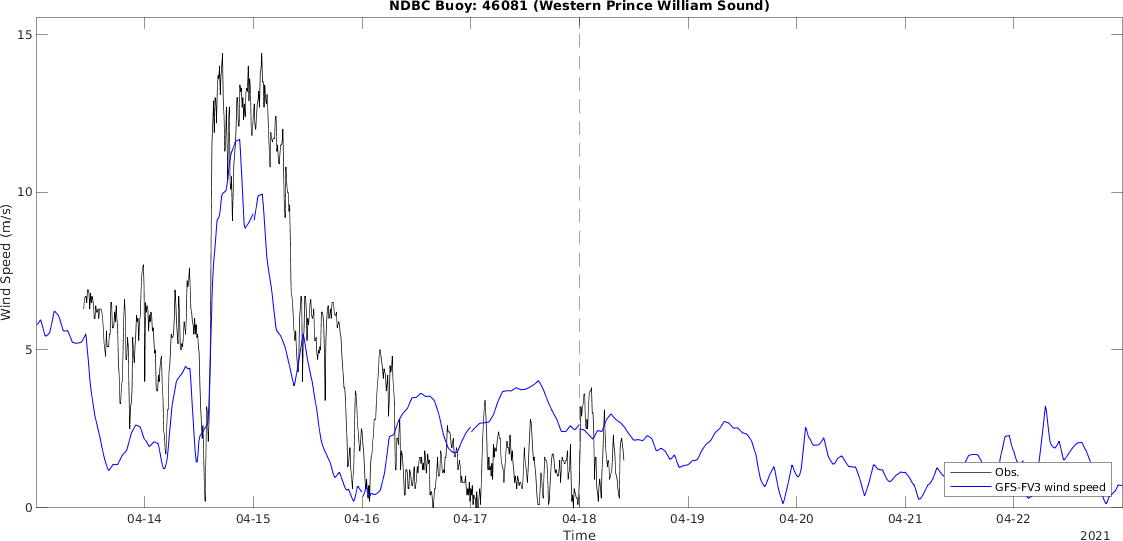 NDBC Buoy: 46081 (Western Prince William Sound)
15
10
5
0
Wind Speed (m/s)
04-14 04-15 04-16 04-17 04-18 04-19 04-20 04-21 04-22
Time
2021
Obs.
GFS-FV3 wind speed